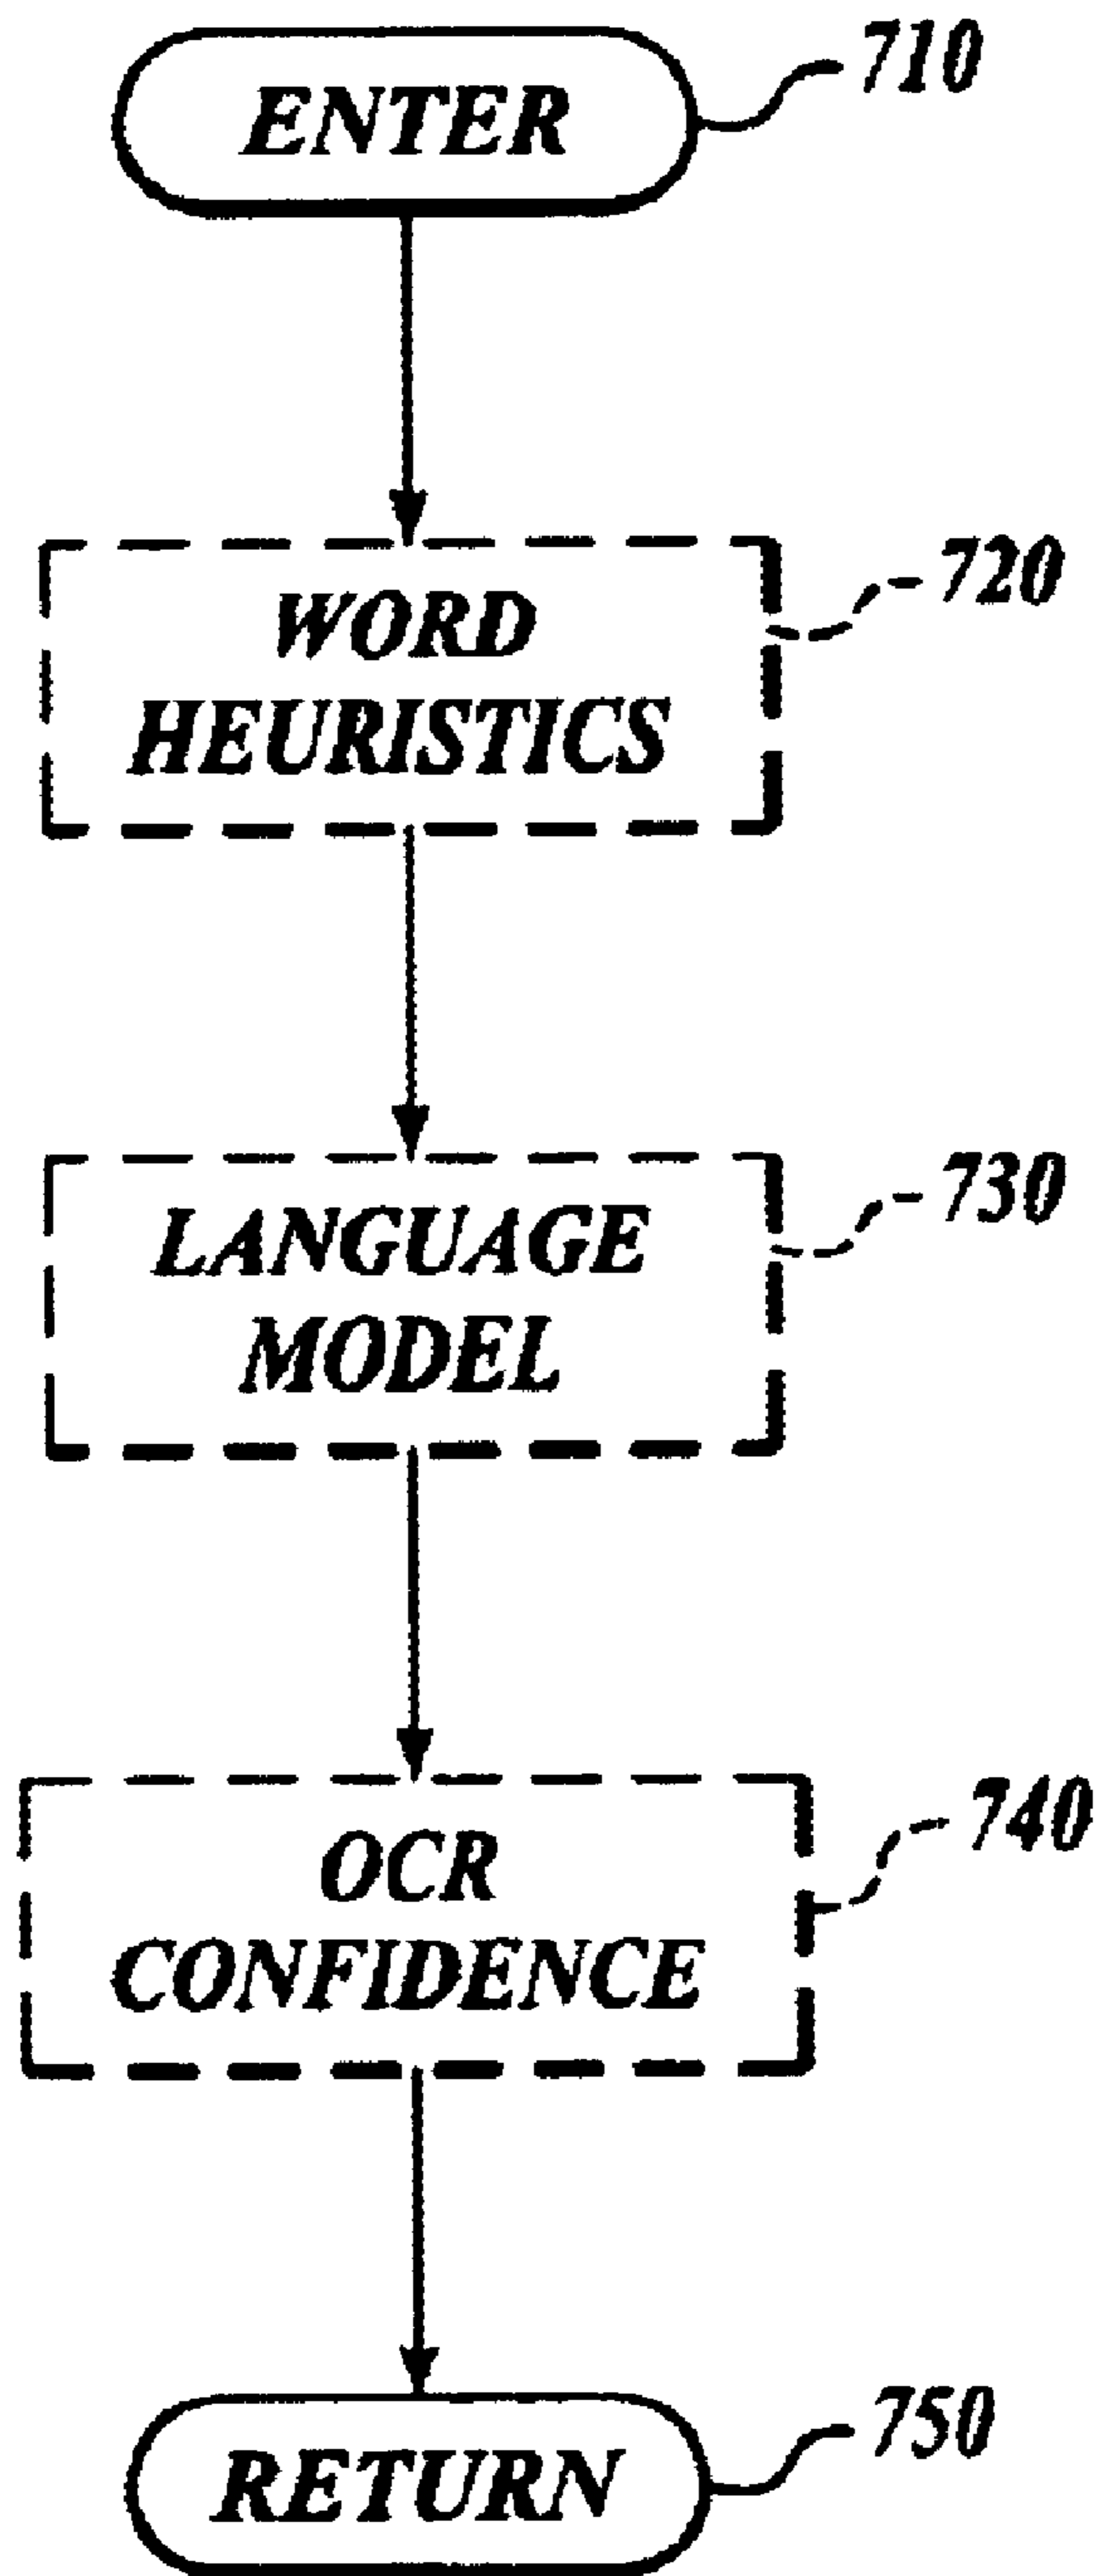 ENTER
710
WORD
HEURISTICS
720
LANGUAGE
MODEL
730
OCR
CONFIDENCE
740
RETURN
750